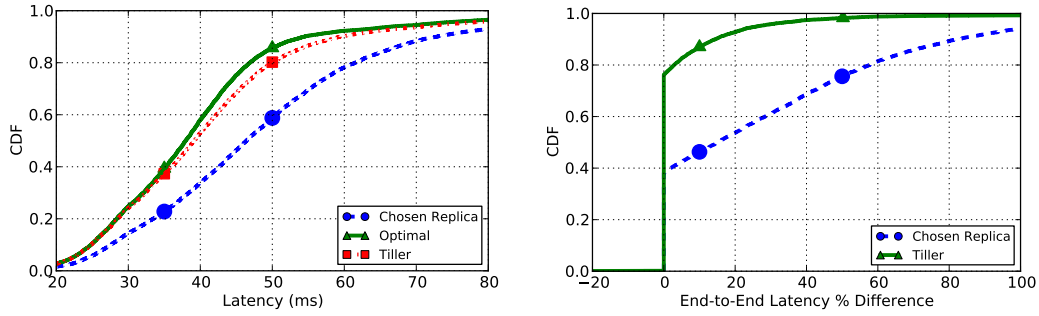 CDF
1.0
0.8
0.6
0.4
0.2
0.0
20 30 40 50 60 70 80
Latency (ms)
Chosen Replica
Optimal
Tiller
CDF
1.0
0.8
0.6
0.4
0.2
0.0
−20 0 20 40 60 80 100
End-to-End Latency % Difference
Chosen Replica
Tiller